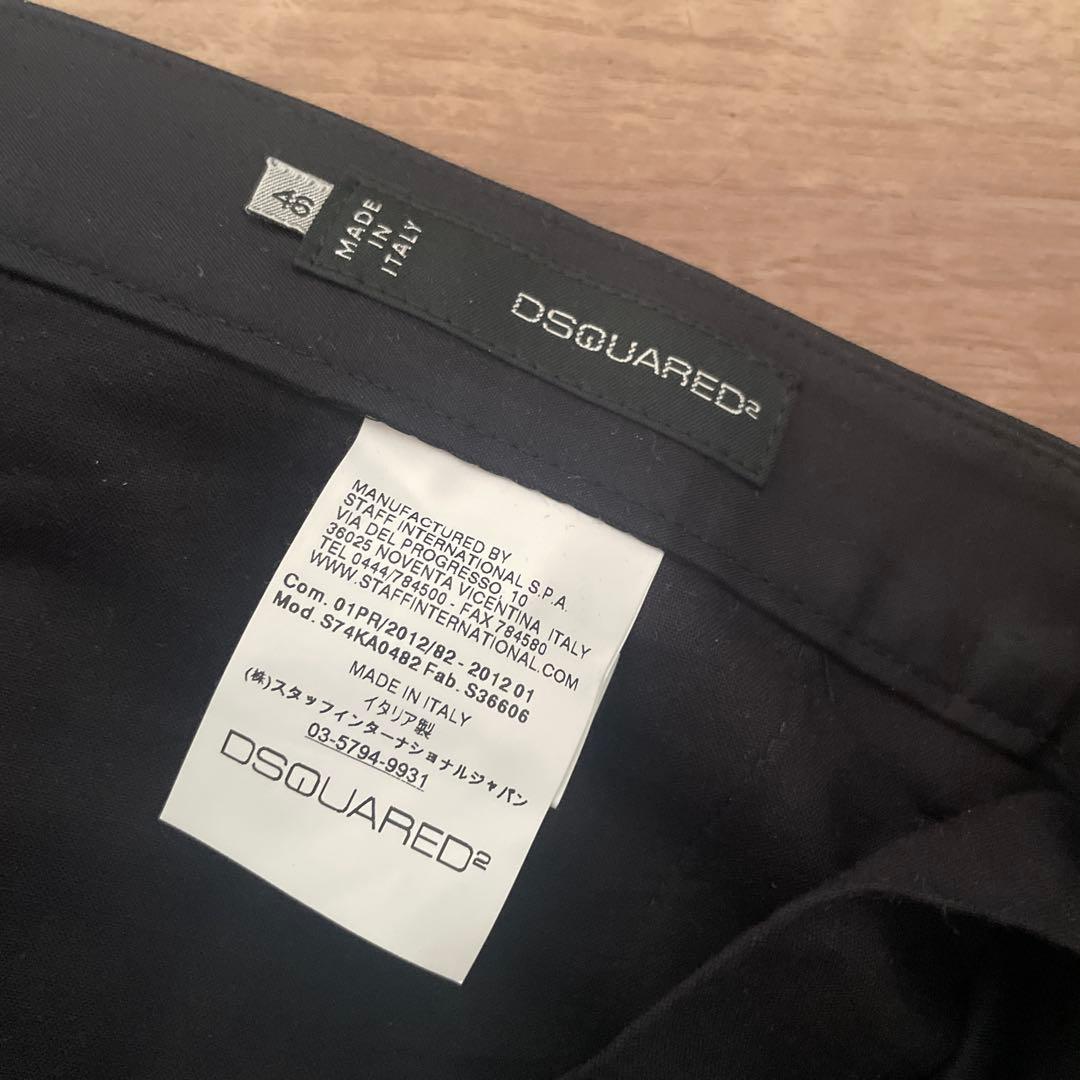 46
MADE
IN
ITALY
DSQUARED2
MANUFACTURED BY
STAFF INTERNATIONAL S.P.A.
VIA DEL PROGRESSO, 10
36025 NOVENTA VICENTINA, ITALY
TEL 0444/784500 - FAX 784580
WWW.STAFFINTERNATIONAL.COM
Com. 01PR/2012/82 - 2012 01
Mod. S74KA0482 Fab. S36606
MADE IN ITALY
イタリア製
(株)スタッフインターナショナルジャパン
03-5794-9931
DSQUARED2